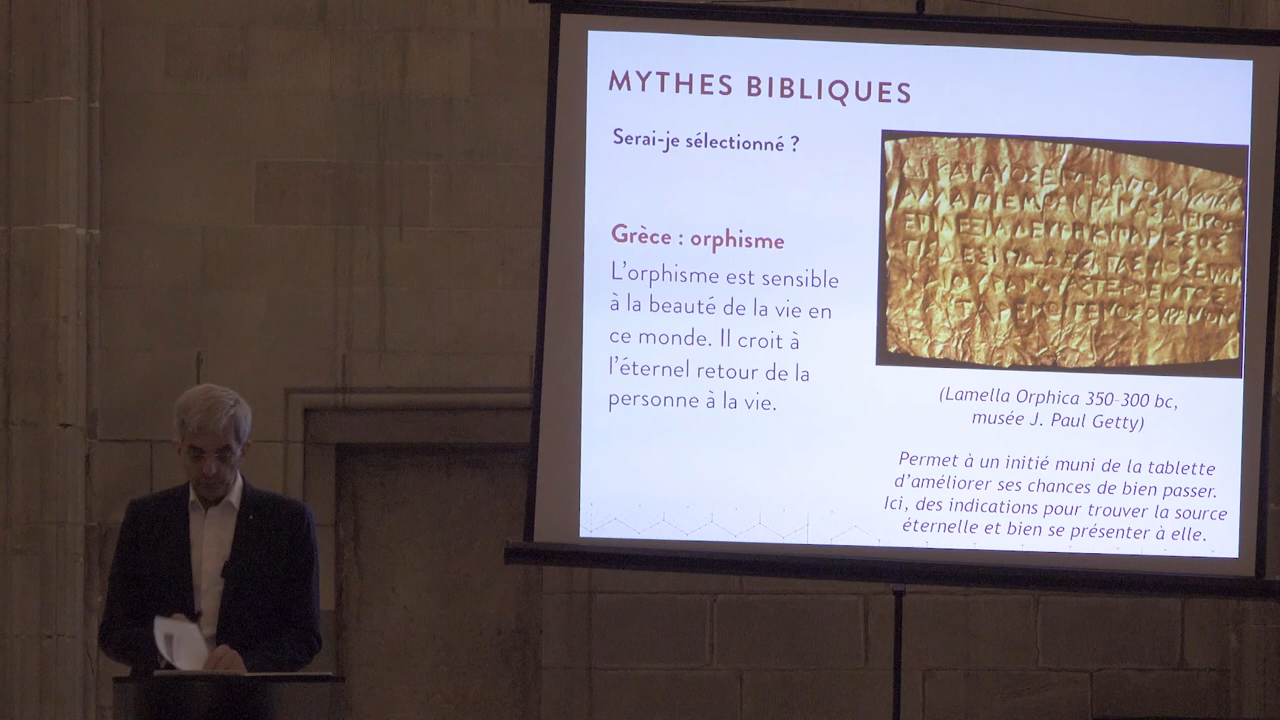 MYTHES BIBLIQUES
Serai-je sélectionné ?
Grèce : orphisme
L'orphisme est sensible
à la beauté de la vie en
ce monde. Il croit à
l'éternel retour de la
personne à la vie.
(Lamella Orphica 350-300 bc,
musée J. Paul Getty)
Permet à un initié muni de la tablette
d'améliorer ses chances de bien passer.
Ici, des indications pour trouver la source
éternelle et bien se présenter à elle.